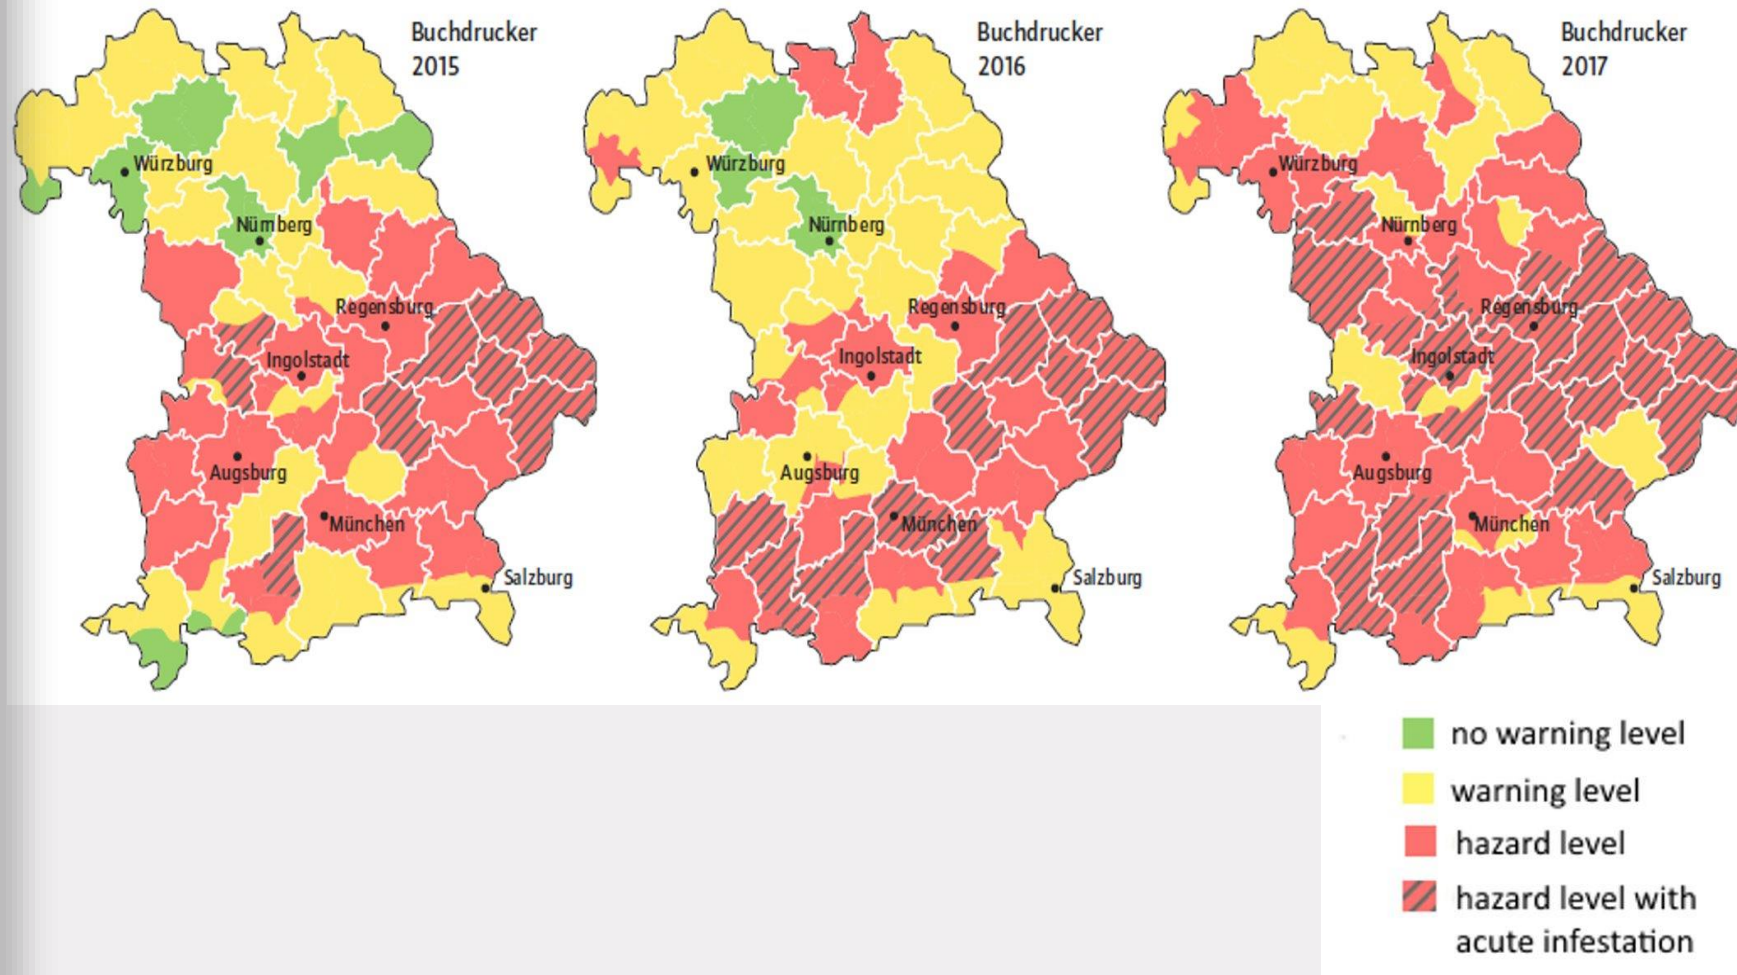 Buchdrucker
2015
Würzburg
Nürnberg
Regensburg
Ingolstadt
Augsburg
München
Salzburg
Buchdrucker
2016
Würzburg
Nürnberg
Regensburg
Ingolstadt
Augsburg
München
Salzburg
Buchdrucker
2017
Würzburg
Nürnberg
Regensburg
Ingolstadt
Augsburg
München
Salzburg
no warning level
warning level
hazard level
hazard level with
acute infestation